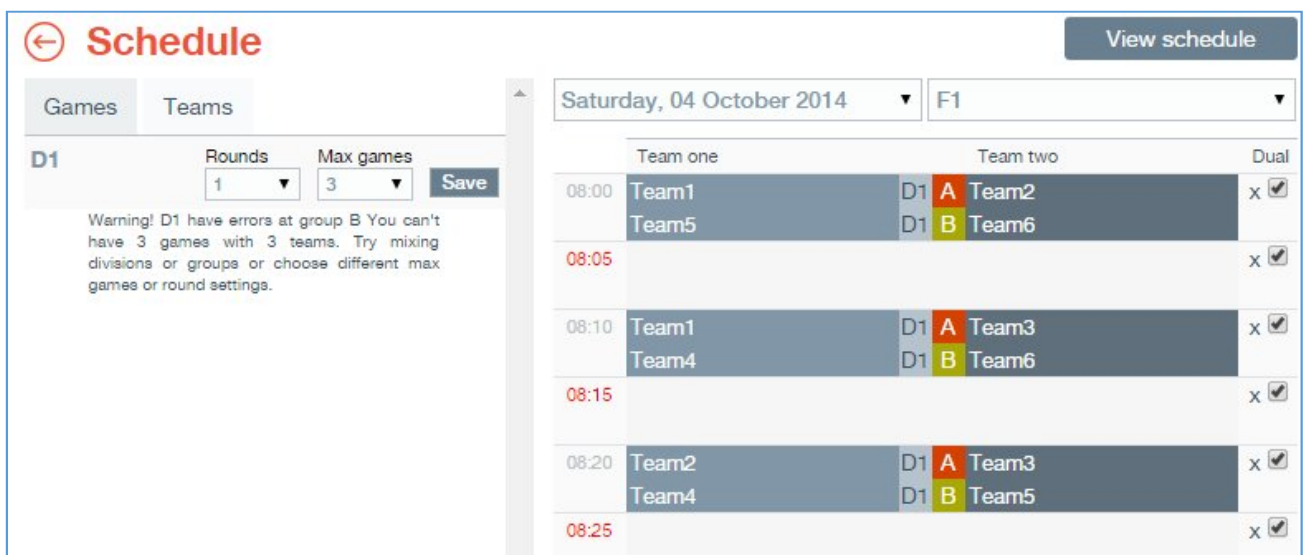 Schedule
View schedule
Games Teams
D1 Rounds Max games
1 3 Save
Warning! D1 have errors at group B You can't
have 3 games with 3 teams. Try mixing
divisions or groups or choose different max
games or round settings.
Saturday, 04 October 2014 F1
Team one Team two Dual
08:00 Team1 D1 A Team2 x
Team5 D1 B Team6
08:05 x
08:10 Team1 D1 A Team3 x
Team4 D1 B Team6
08:15 x
08:20 Team2 D1 A Team3 x
Team4 D1 B Team5
08:25 x